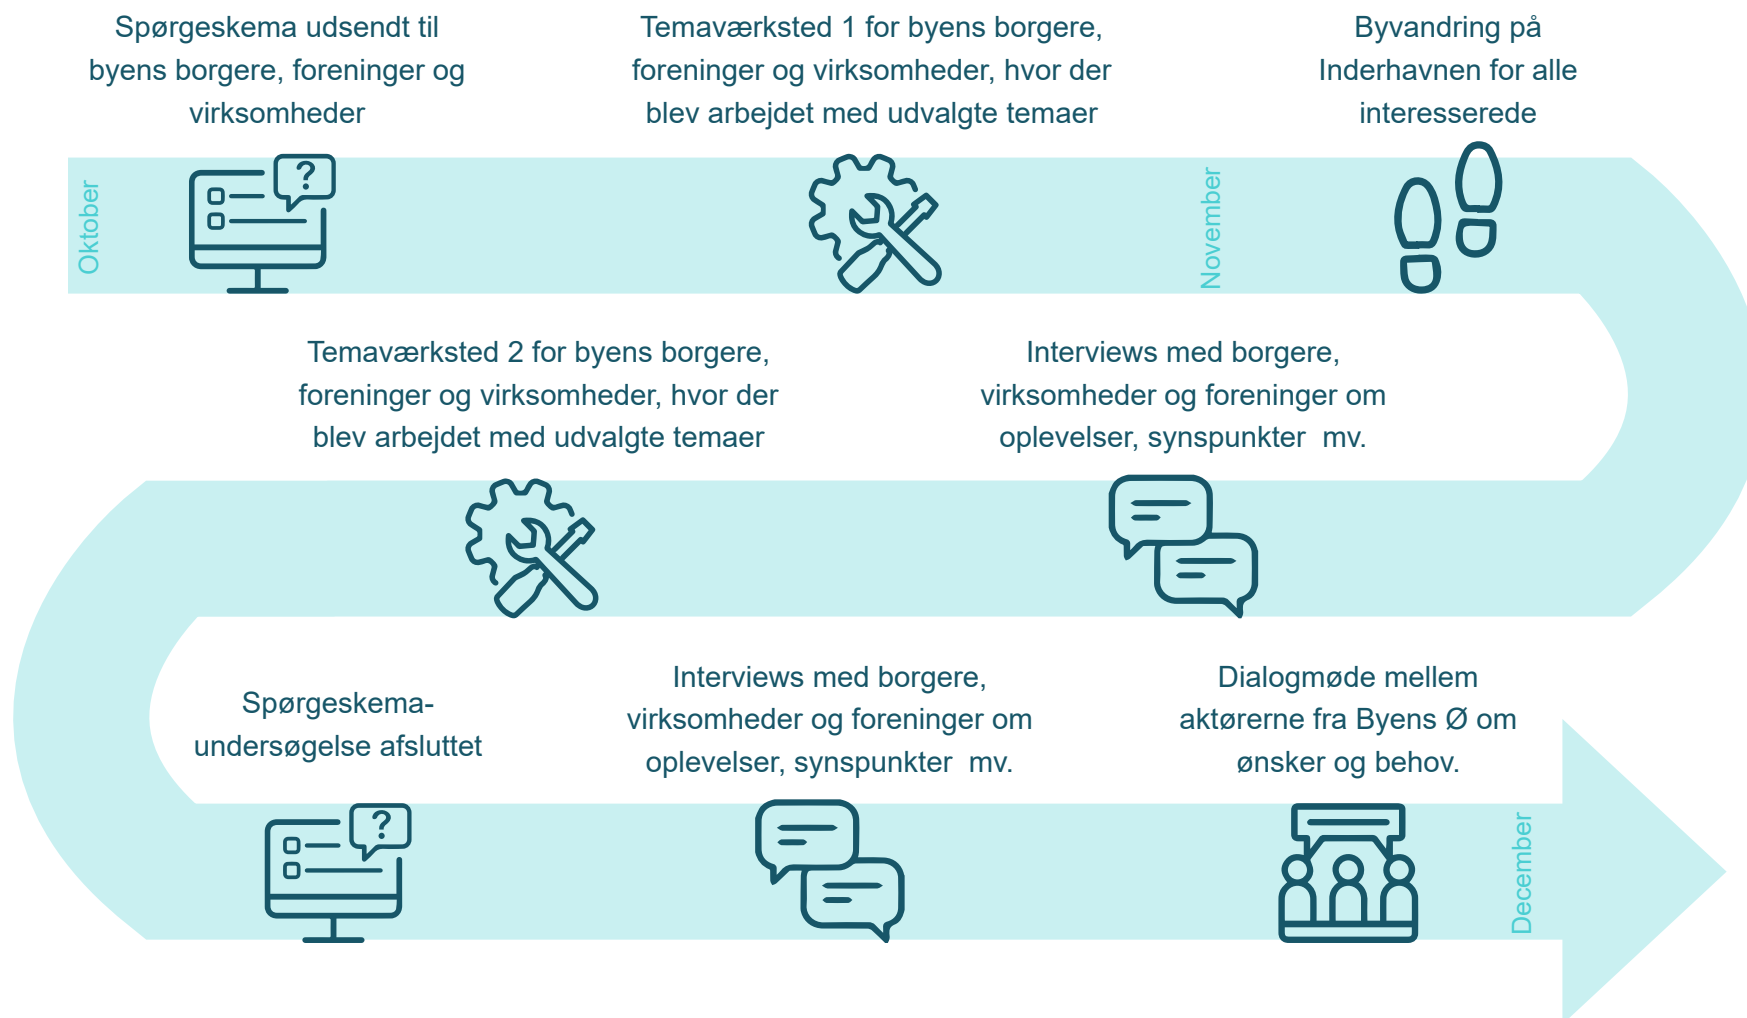 Spørgeskema udsendt til
byens borgere, foreninger og
virksomheder
Temaværksted 1 for byens borgere,
foreninger og virksomheder, hvor der
blev arbejdet med udvalgte temaer
Byvandring på
Inderhavnen for alle
interesserede
Oktober
?
November
Interviews med borgere,
virksomheder og foreninger om
oplevelser, synspunkter  mv.
Temaværksted 2 for byens borgere,
foreninger og virksomheder, hvor der
blev arbejdet med udvalgte temaer
Spørgeskema-
undersøgelse afsluttet
?
Interviews med borgere,
virksomheder og foreninger om
oplevelser, synspunkter  mv.
Dialogmøde mellem
aktørerne fra Byens Ø om
ønsker og behov.
December